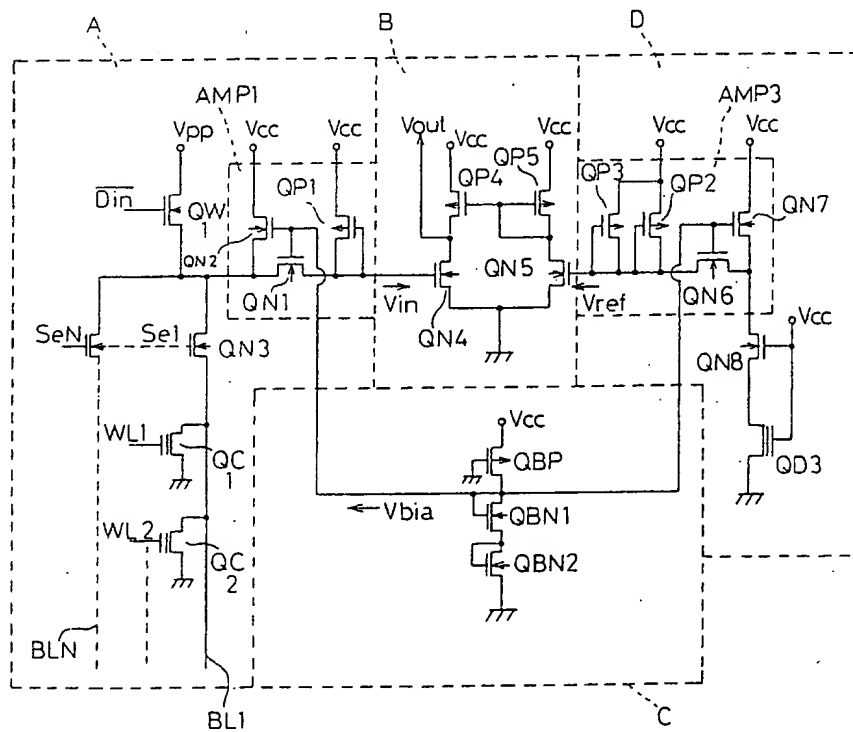 A
B
D
AMP1
AMP3
Vpp
Vcc
Vcc
Vout
Vcc
Vcc
QP5
QP4
Vcc
Vcc
Din
QW
1
QP1
QP3
QP2
QN7
QN2
QN1
Vin
QN4
QN5
Vref
QN6
Vcc
SeN
Se1
QN3
QN8
WL1
QC
1
Vcc
QBP
QD3
Vbia
QBN1
WL2
QC
2
QBN2
BLN
BL1
C